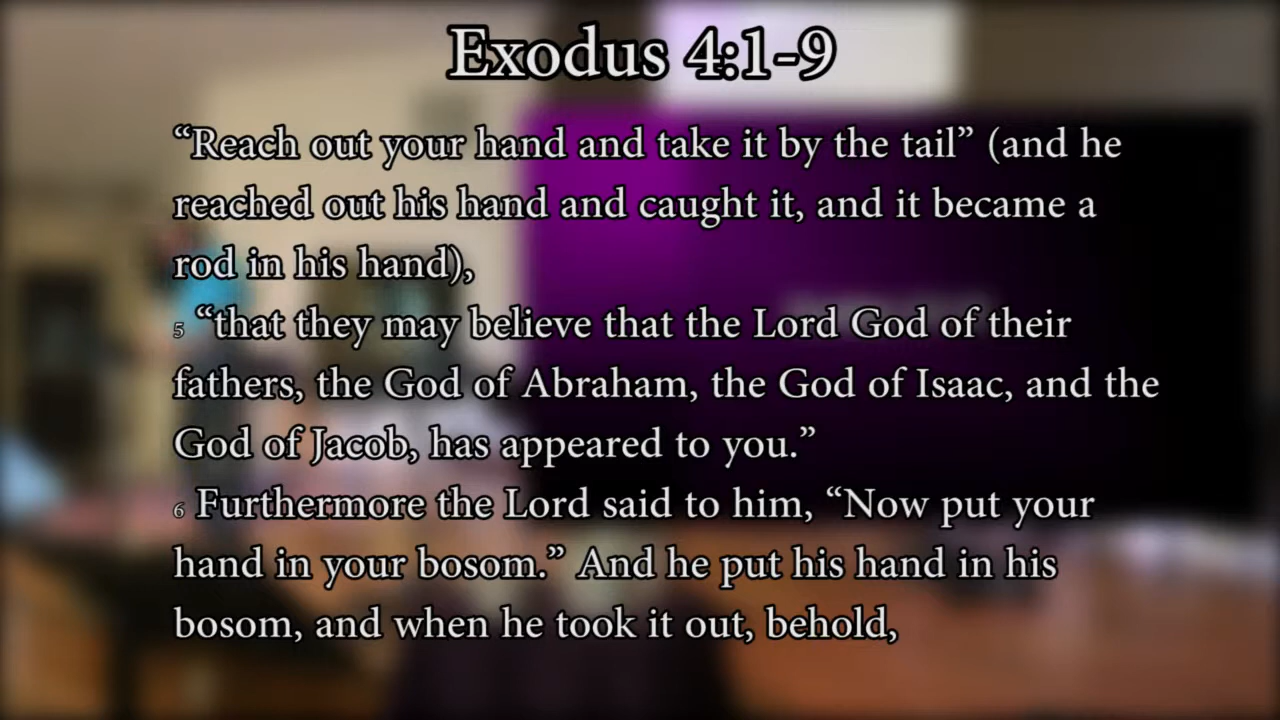 Exodus 4:1-9
“Reach out your hand and take it by the tail” (and he
reached out his hand and caught it, and it became a
rod in his hand),
5 “that they may believe that the Lord God of their
fathers, the God of Abraham, the God of Isaac, and the
God of Jacob, has appeared to you.”
6 Furthermore the Lord said to him, “Now put your
hand in your bosom.” And he put his hand in his
bosom, and when he took it out, behold,